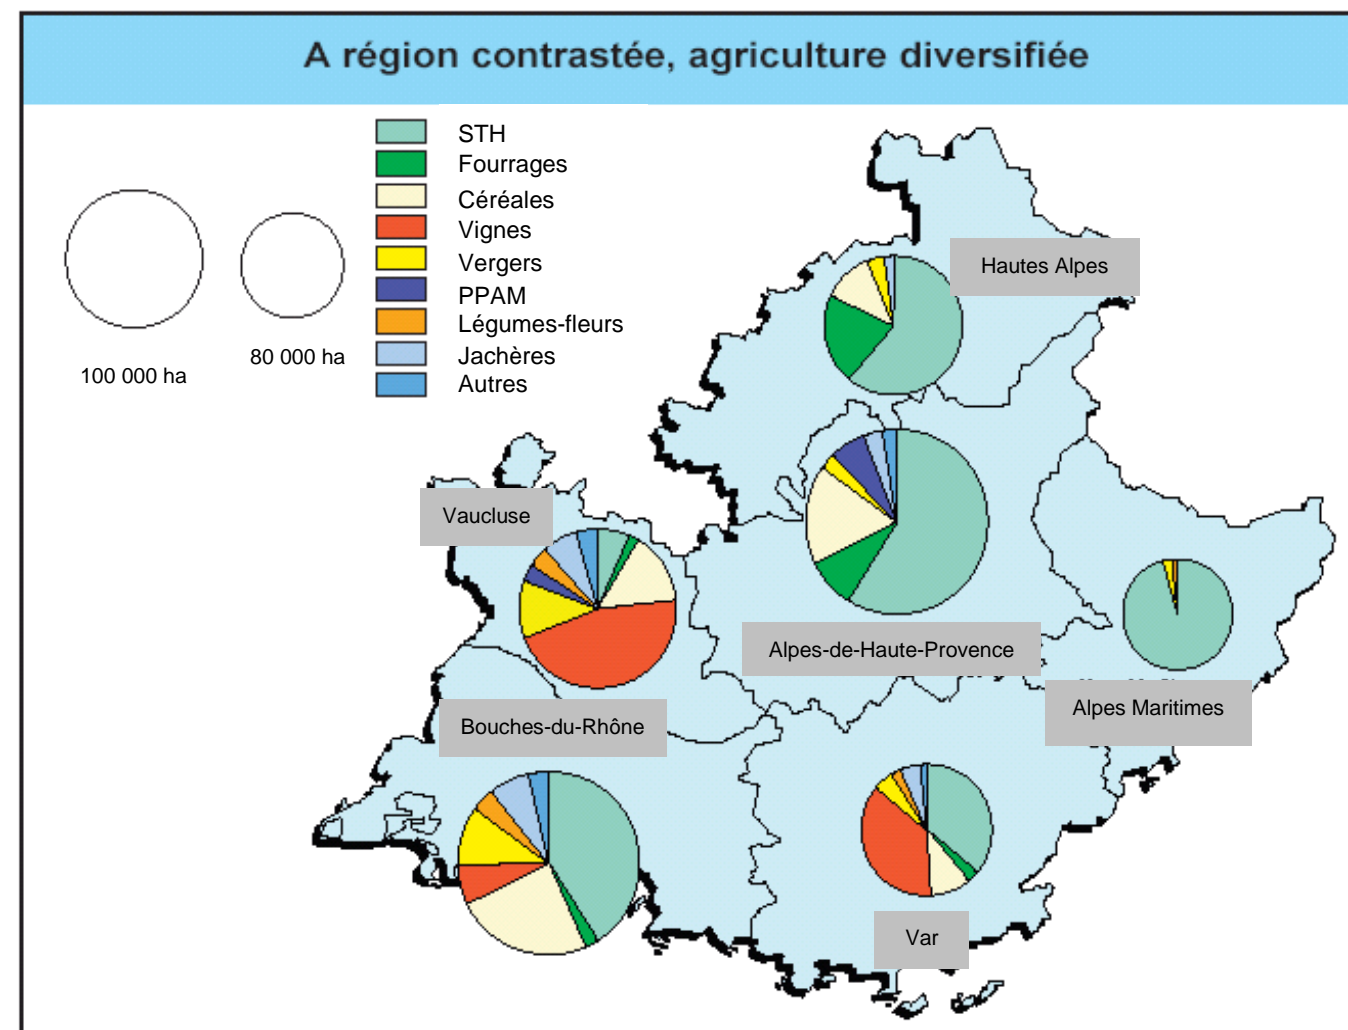 A région contrastée, agriculture diversifiée
STH
Fourrages
Céréales
Vignes
Vergers
PPAM
Légumes-fleurs
Jachères
Autres
100 000 ha
80 000 ha
Hautes Alpes
Vaucluse
Alpes-de-Haute-Provence
Alpes Maritimes
Bouches-du-Rhône
Var